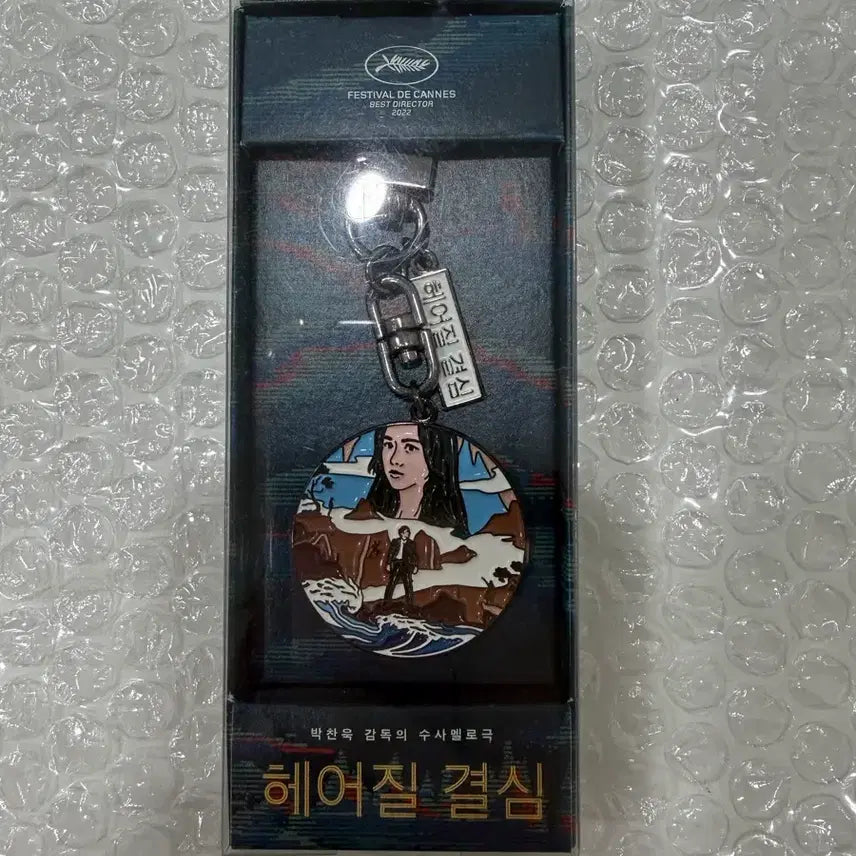 FESTIVAL DE CANNES
BEST DIRECTOR
2022
헤어질 결심
박찬욱 감독의 수사멜로극
헤어질 결심